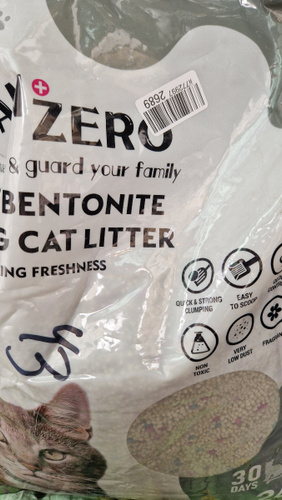 ZERO
& guard your family
BENTONITE
G CAT LITTER
ING FRESHNESS
2689
QUICK & STRONG
CLUMPING
EASY
TO SCOOP
NON
TOXIC
VERY
LOW DUST
43
30
DAYS